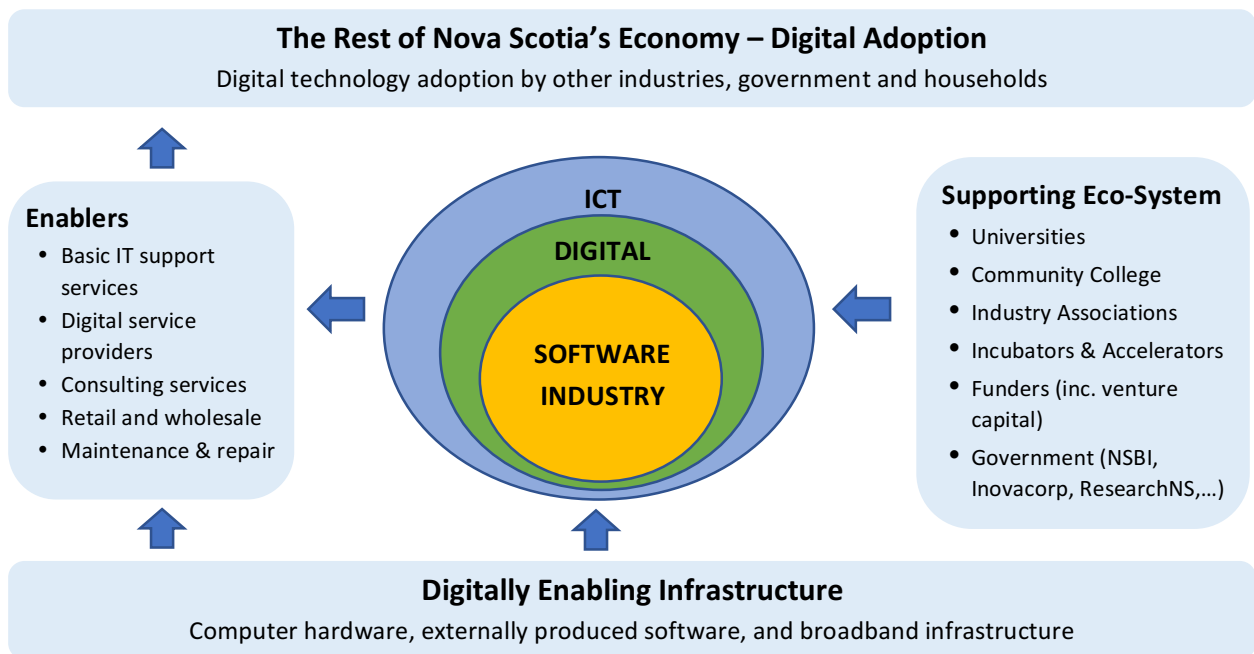 The Rest of Nova Scotia’s Economy – Digital Adoption
Digital technology adoption by other industries, government and households
Enablers
• Basic IT support
services
• Digital service
providers
• Consulting services
• Retail and wholesale
• Maintenance & repair
ICT
DIGITAL
SOFTWARE
INDUSTRY
Supporting Eco-System
• Universities
• Community College
• Industry Associations
• Incubators & Accelerators
• Funders (inc. venture
capital)
• Government (NSBI,
Inovacorp, ResearchNS,…)
Digitally Enabling Infrastructure
Computer hardware, externally produced software, and broadband infrastructure